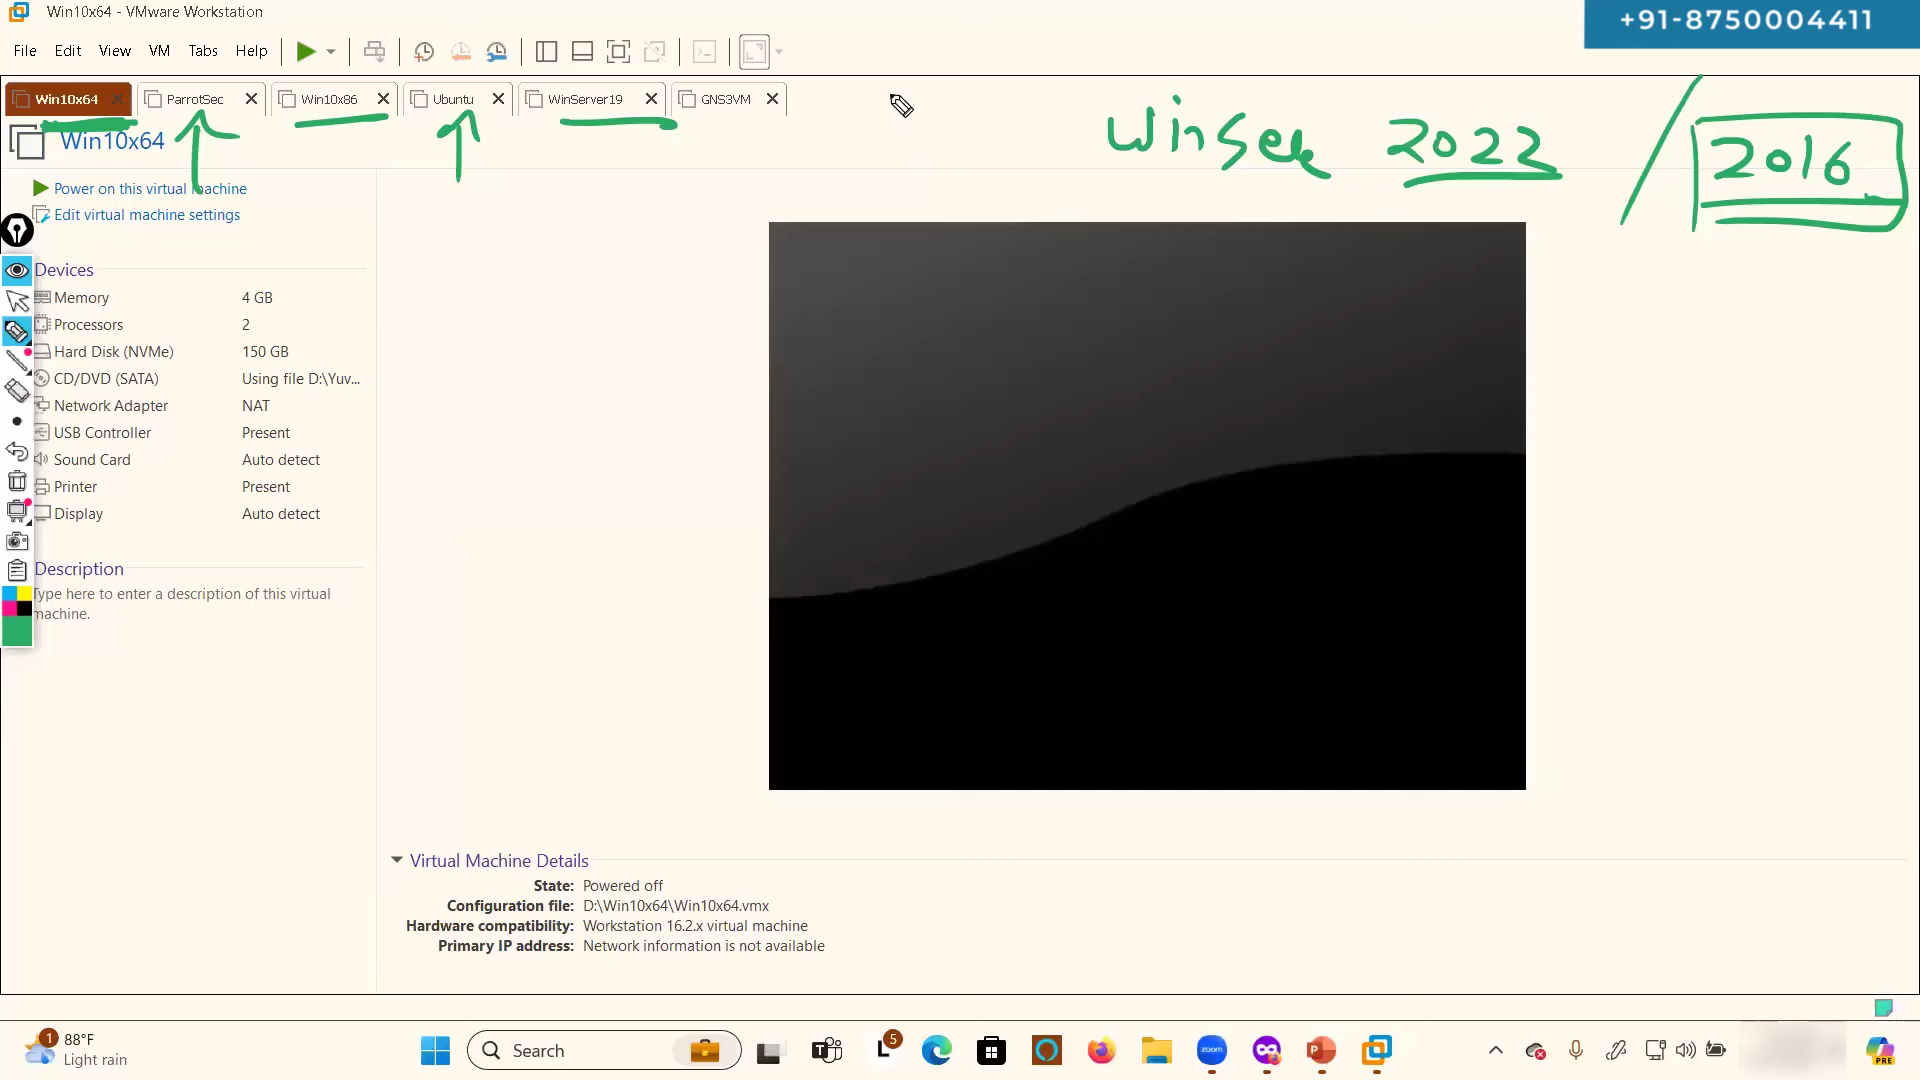 Win10x64 - VMware Workstation
+91-8750004411
File Edit View VM Tabs Help
Win10x64 ParrotSec Win10x86 Ubuntu WinServer19 GNS3VM
WinSer 2022 / 2016
Win10x64
Power on this virtual machine
Edit virtual machine settings
Devices
Memory 4 GB
Processors 2
Hard Disk (NVMe) 150 GB
CD/DVD (SATA) Using file D:\Yuv...
Network Adapter NAT
USB Controller Present
Sound Card Auto detect
Printer Present
Display Auto detect
Description
Type here to enter a description of this virtual
machine.
Virtual Machine Details
State: Powered off
Configuration file: D:\Win10x64\Win10x64.vmx
Hardware compatibility: Workstation 16.2.x virtual machine
Primary IP address: Network information is not available
1 88°F
Light rain
Search
L 5
zoom
PRE